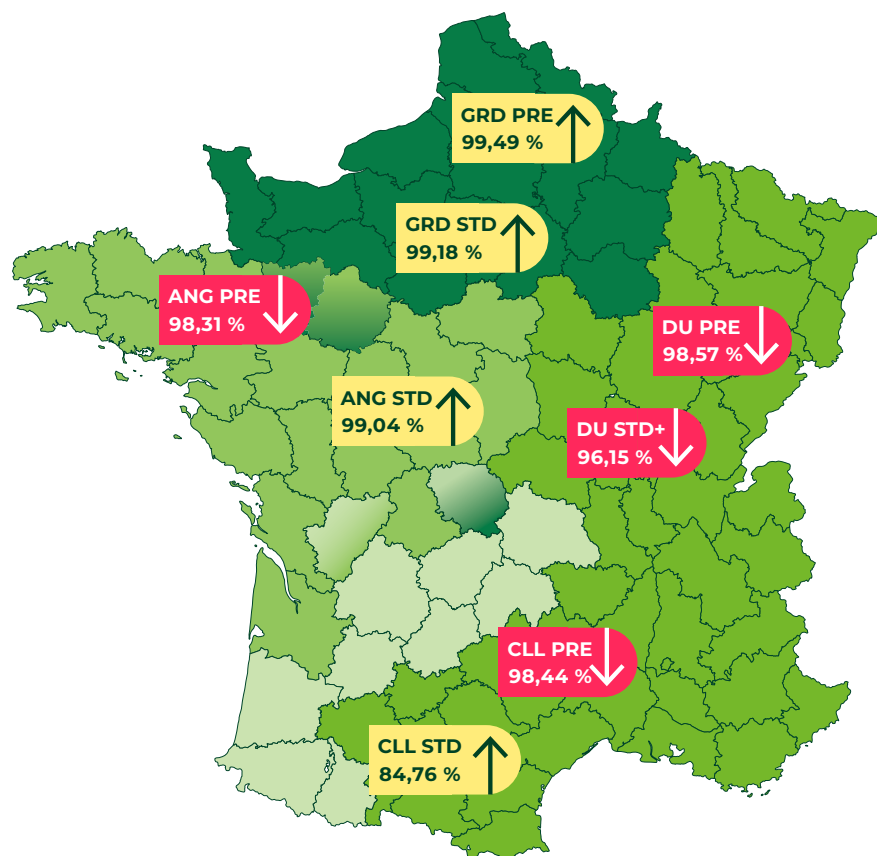 GRD PRE
99,49 %
GRD STD
99,18 %
ANG PRE
98,31 %
DU PRE
98,57 %
ANG STD
99,04 %
DU STD+
96,15 %
CLL PRE
98,44 %
CLL STD
84,76 %